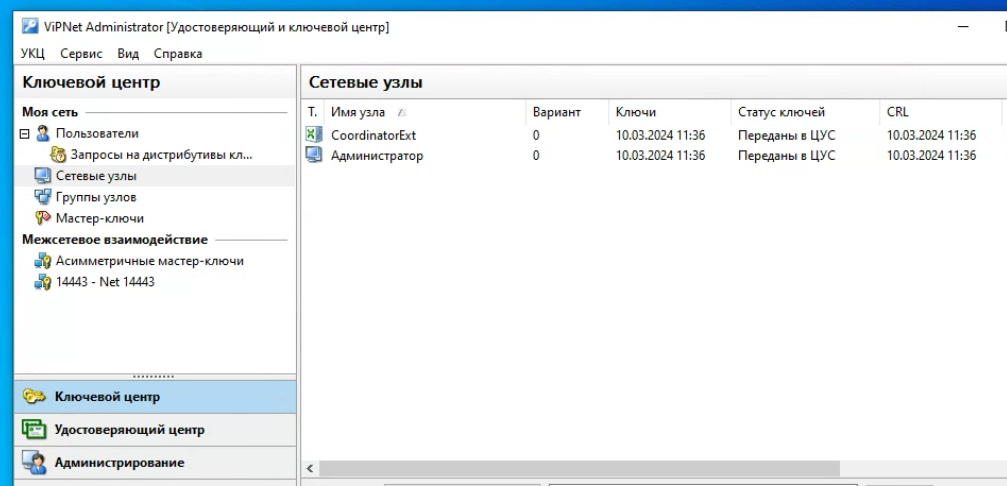 ViPNet Administrator [Удостоверяющий и ключевой центр]
УКЦ Сервис Вид Справка
Ключевой центр
Моя сеть
Пользователи
Запросы на дистрибутивы кл...
Сетевые узлы
Группы узлов
Мастер-ключи
Межсетевое взаимодействие
Асимметричные мастер-ключи
14443 - Net 14443
Ключевой центр
Удостоверяющий центр
Администрирование
Сетевые узлы
Т. Имя узла Вариант Ключи Статус ключей CRL
CoordinatorExt 0 10.03.2024 11:36 Переданы в ЦУС 10.03.2024 11:36
Администратор 0 10.03.2024 11:36 Переданы в ЦУС 10.03.2024 11:36